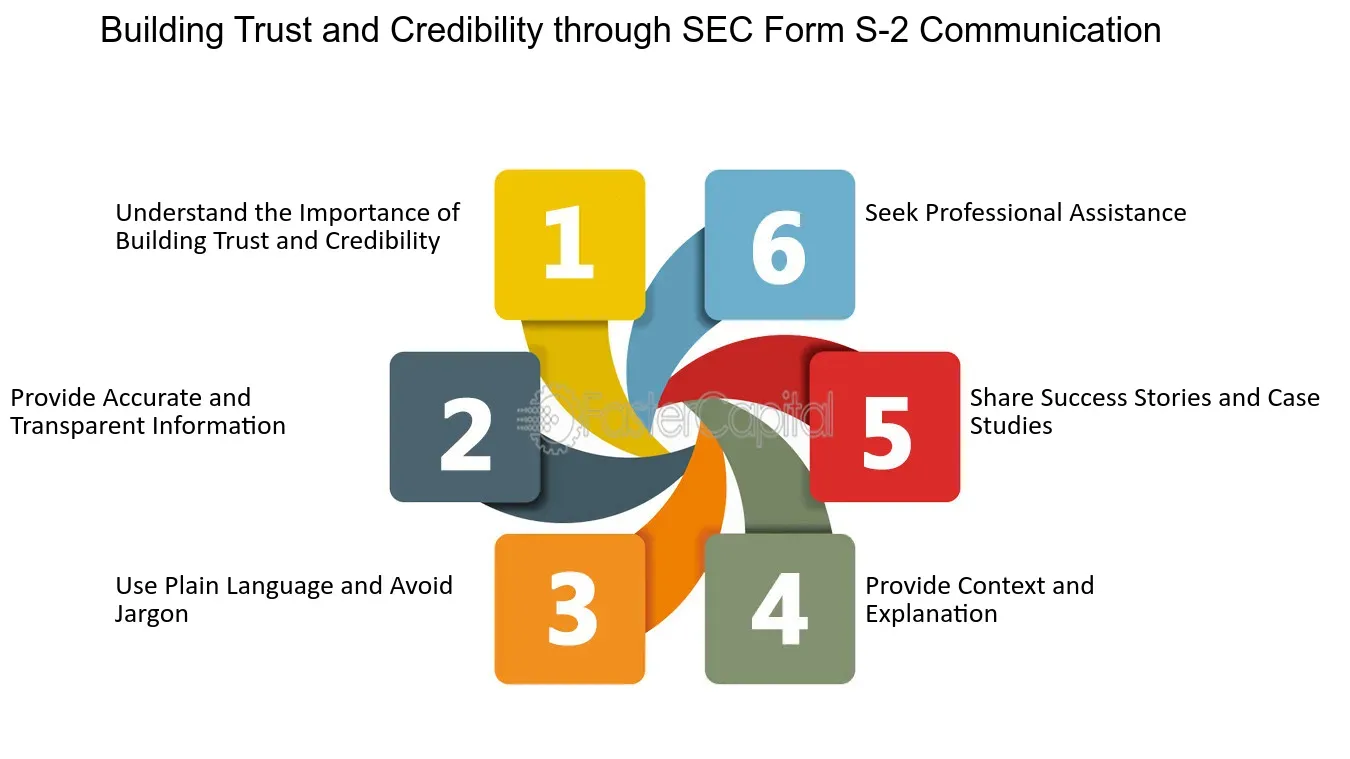 Building Trust and Credibility through SEC Form S-2 Communication
1
Understand the Importance of
Building Trust and Credibility
2
Provide Accurate and
Transparent Information
3
Use Plain Language and Avoid
Jargon
4
Provide Context and
Explanation
5
Share Success Stories and Case
Studies
6
Seek Professional Assistance
FasterCapital